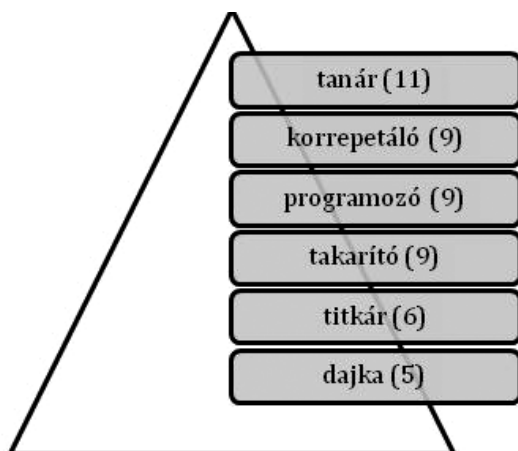 tanár (11)
korrepetáló (9)
programozó (9)
takarító (9)
titkár (6)
dajka (5)